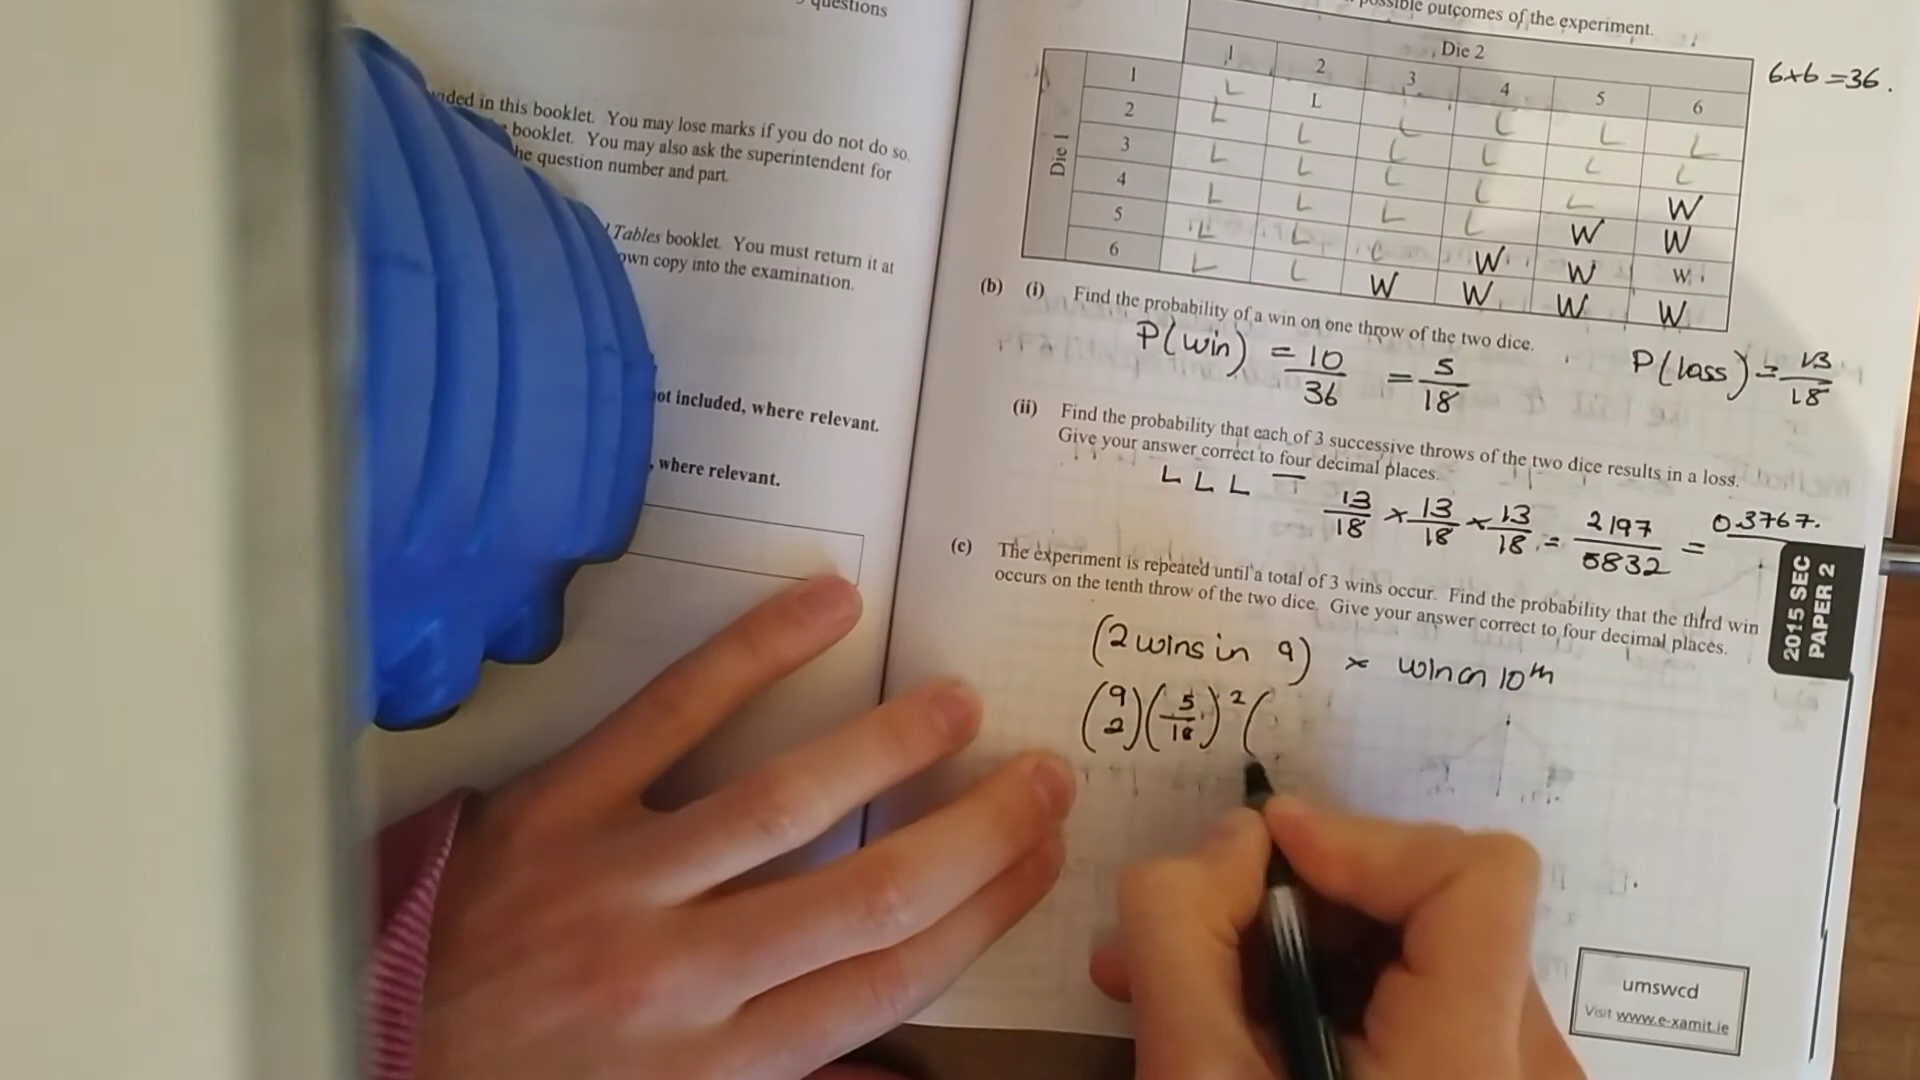 questions
vided in this booklet. You may lose marks if you do not do so.
booklet. You may also ask the superintendent for
he question number and part.
Tables booklet. You must return it at
own copy into the examination.
ot included, where relevant.
, where relevant.
possible outcomes of the experiment.
Die 2
6x6 = 36.
1 2 3 4 5 6
Die 1
1 L L L L L L
2 L L L L L L
3 L L L L L W
4 L L L L W W
5 L L L W W W
6 L L W W W W
(b) (i) Find the probability of a win on one throw of the two dice.
P(win) = 10/36 = 5/18
P(loss) = 13/18
(ii) Find the probability that each of 3 successive throws of the two dice results in a loss.
Give your answer correct to four decimal places.
L L L = 13/18 x 13/18 x 13/18 = 2197/5832 = 0.3767.
(c) The experiment is repeated until a total of 3 wins occur. Find the probability that the third win
occurs on the tenth throw of the two dice. Give your answer correct to four decimal places.
(2 wins in 9) x win on 10th
(9 2)(5/18)²(
2015 SEC
PAPER 2
umswcd
Visit www.e-xamit.ie